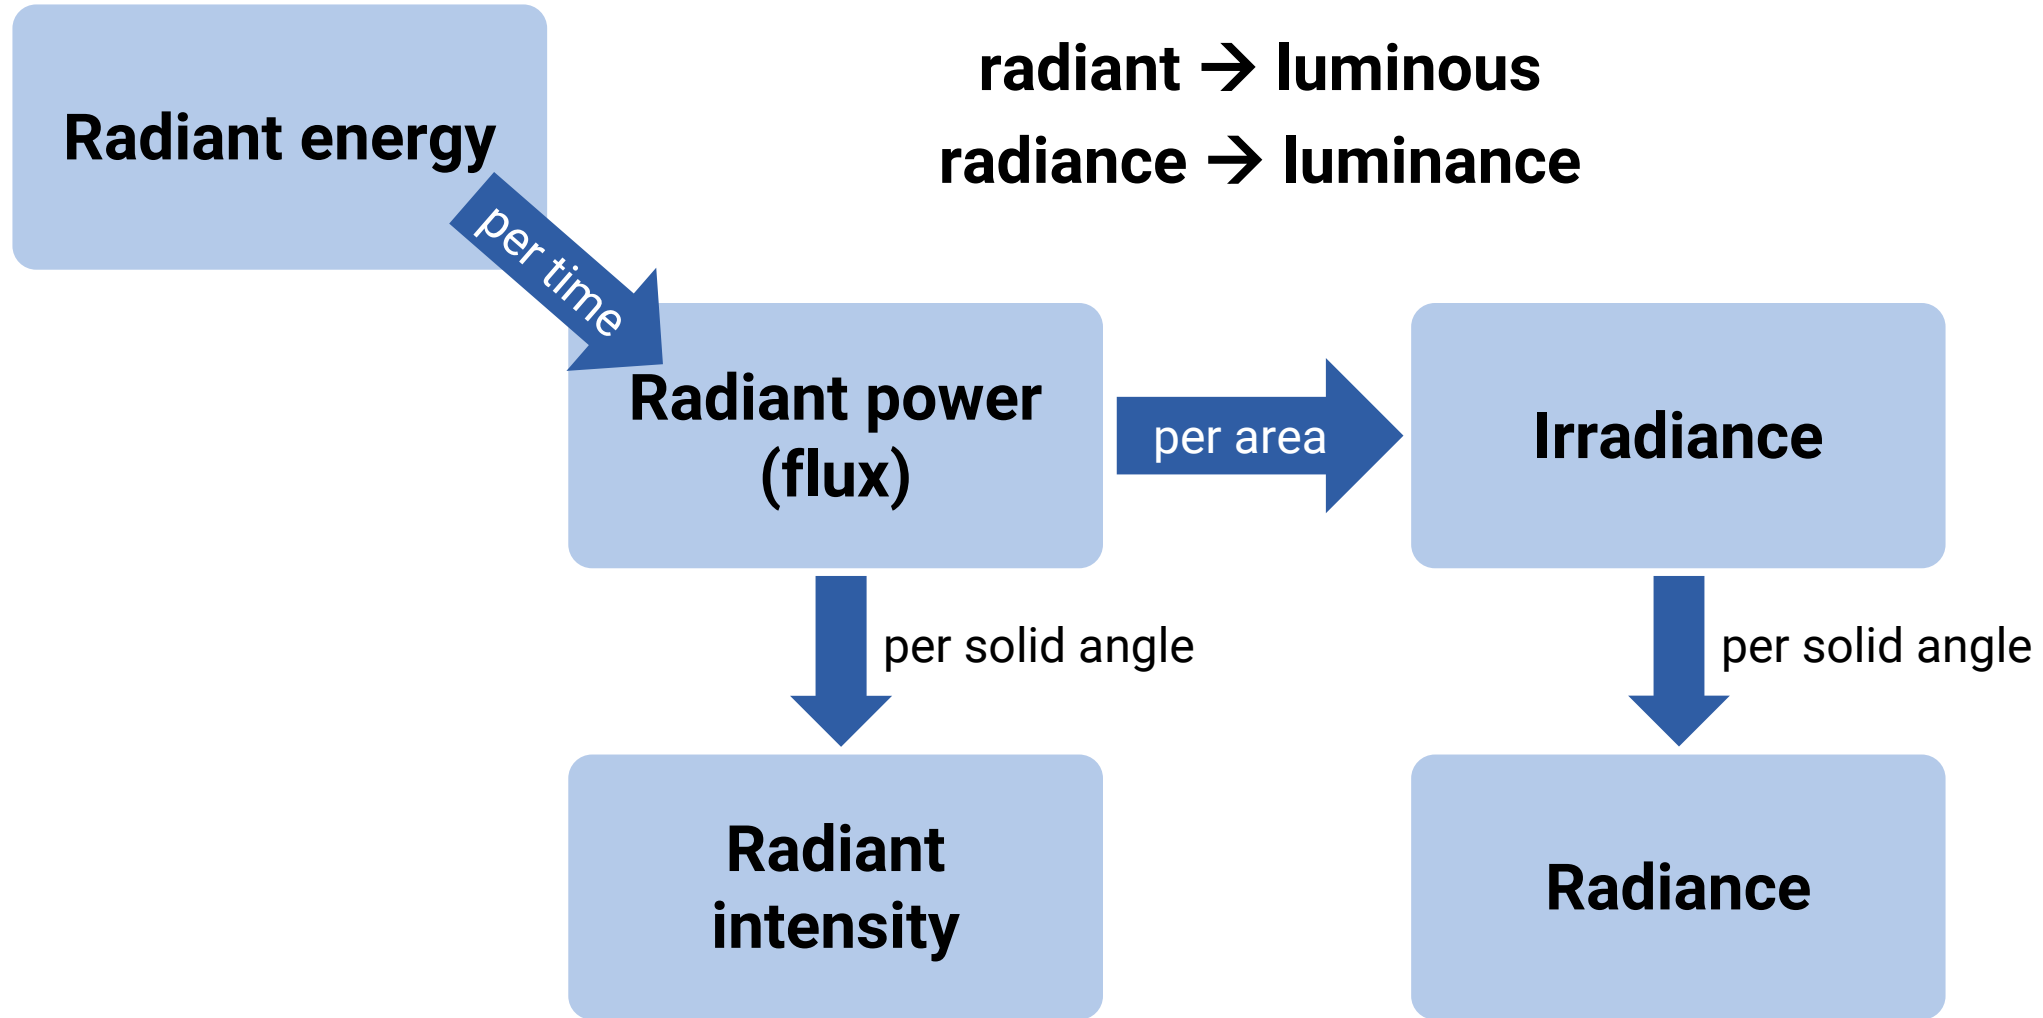 Radiant energy
radiant → luminous
radiance → luminance
per time
Radiant power
(flux)
per area
Irradiance
per solid angle
per solid angle
Radiant
intensity
Radiance